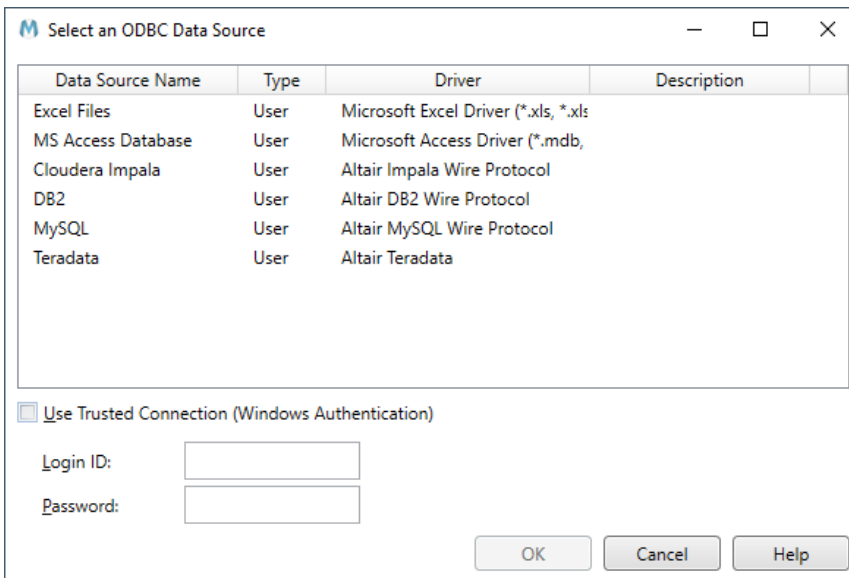 Select an ODBC Data Source
Data Source Name Type Driver Description
Excel Files User Microsoft Excel Driver (*.xls, *.xls
MS Access Database User Microsoft Access Driver (*.mdb,
Cloudera Impala User Altair Impala Wire Protocol
DB2 User Altair DB2 Wire Protocol
MySQL User Altair MySQL Wire Protocol
Teradata User Altair Teradata
Use Trusted Connection (Windows Authentication)
Login ID:
Password:
OK Cancel Help